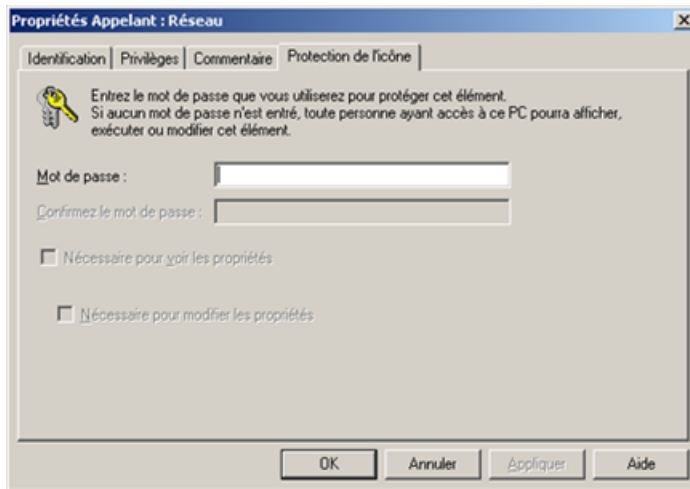 Propriétés Appelant : Réseau
Identification Privilèges Commentaire Protection de l'icône
Entrez le mot de passe que vous utiliserez pour protéger cet élément.
Si aucun mot de passe n'est entré, toute personne ayant accès à ce PC pourra afficher,
exécuter ou modifier cet élément.
Mot de passe :
Confirmez le mot de passe :
Nécessaire pour voir les propriétés
Nécessaire pour modifier les propriétés
OK Annuler Appliquer Aide